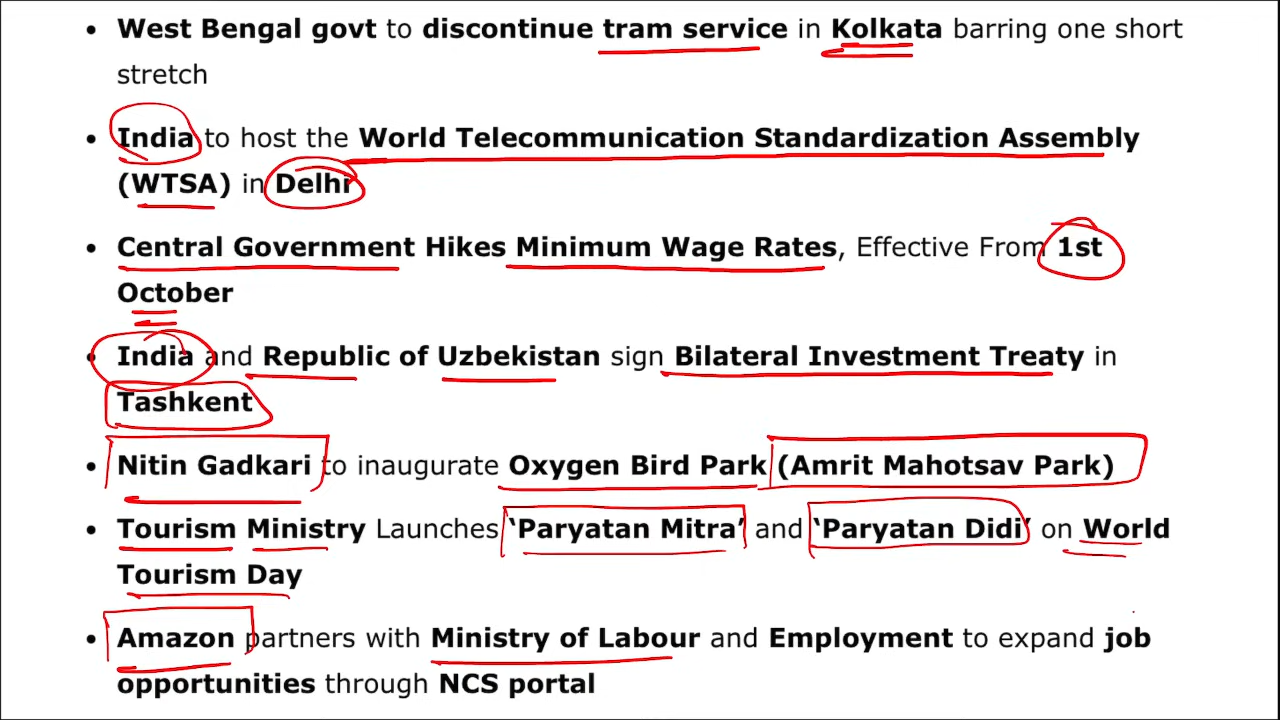 • West Bengal govt to discontinue tram service in Kolkata barring one short
stretch
• India to host the World Telecommunication Standardization Assembly
(WTSA) in Delhi
• Central Government Hikes Minimum Wage Rates, Effective From 1st
October
• India and Republic of Uzbekistan sign Bilateral Investment Treaty in
Tashkent
• Nitin Gadkari to inaugurate Oxygen Bird Park (Amrit Mahotsav Park)
• Tourism Ministry Launches ‘Paryatan Mitra’ and ‘Paryatan Didi’ on World
Tourism Day
• Amazon partners with Ministry of Labour and Employment to expand job
opportunities through NCS portal